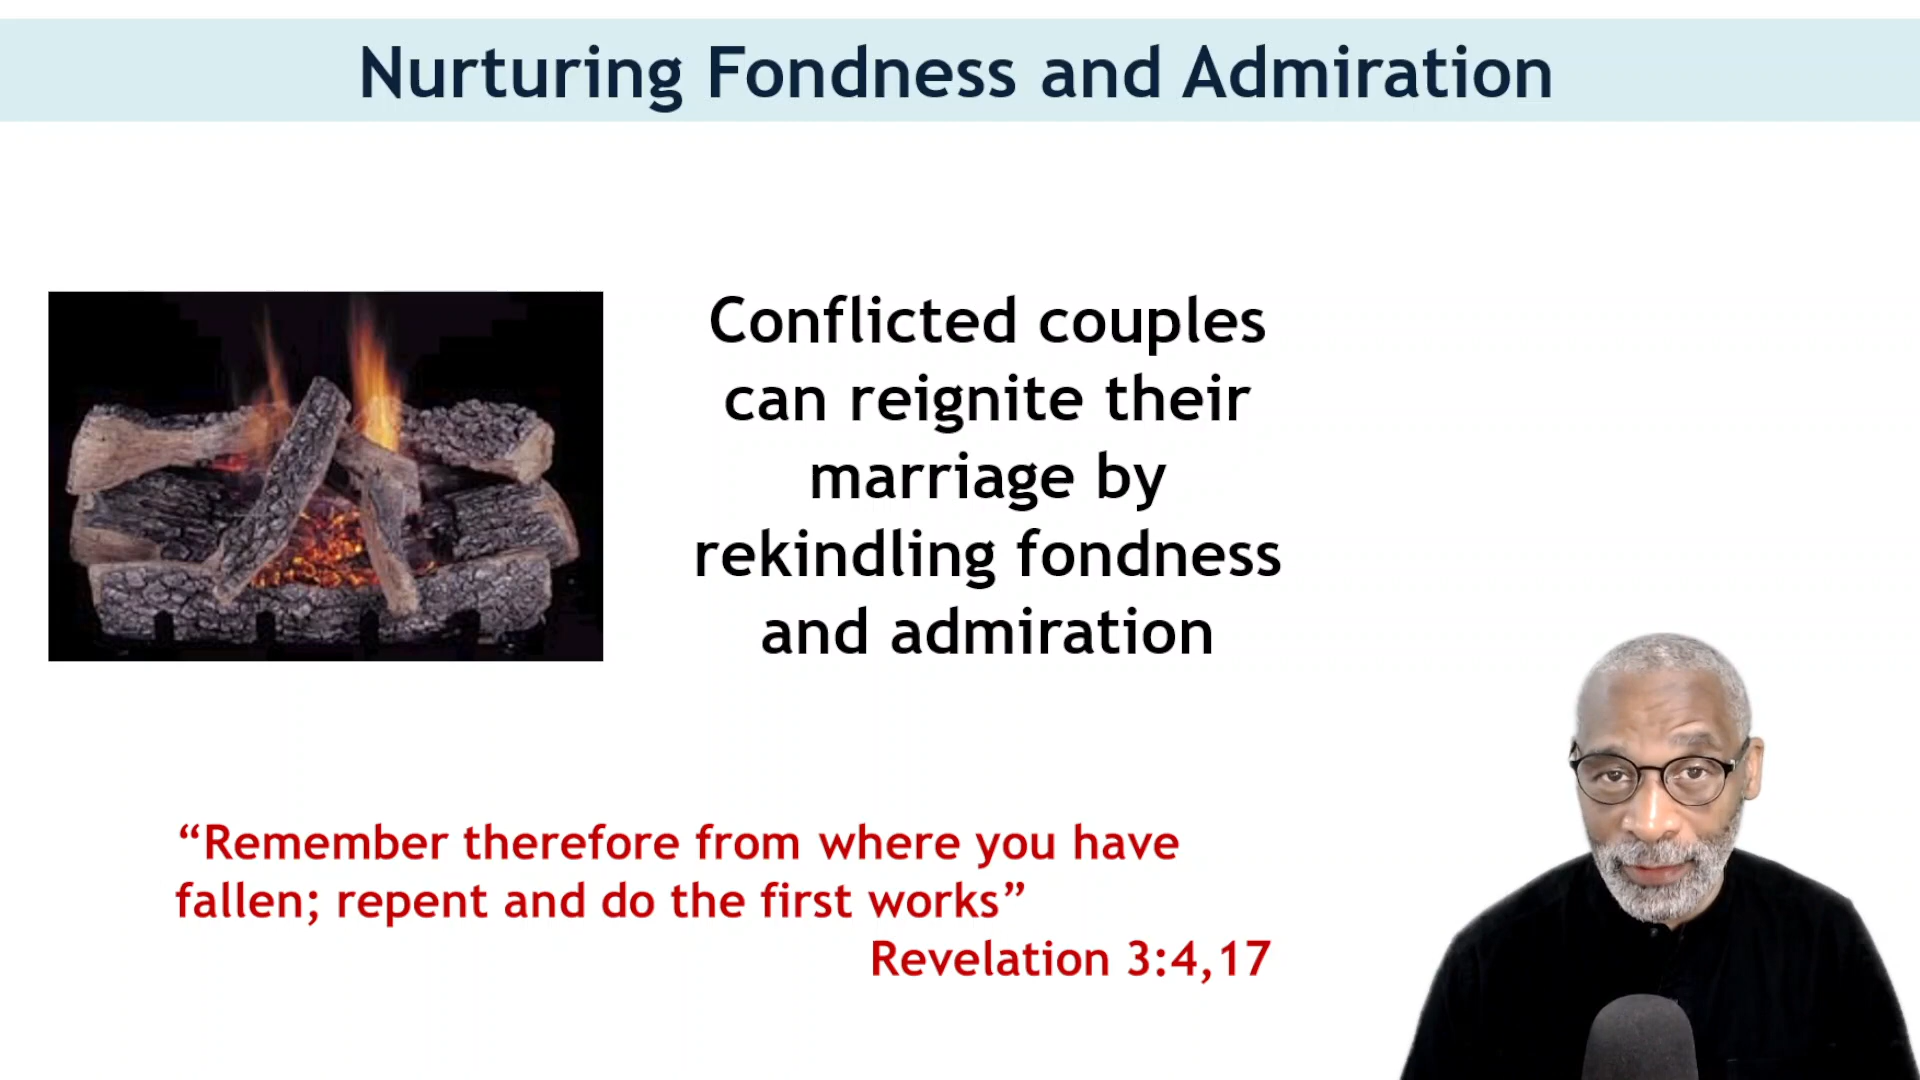 Nurturing Fondness and Admiration
Conflicted couples
can reignite their
marriage by
rekindling fondness
and admiration
“Remember therefore from where you have
fallen; repent and do the first works”
Revelation 3:4,17